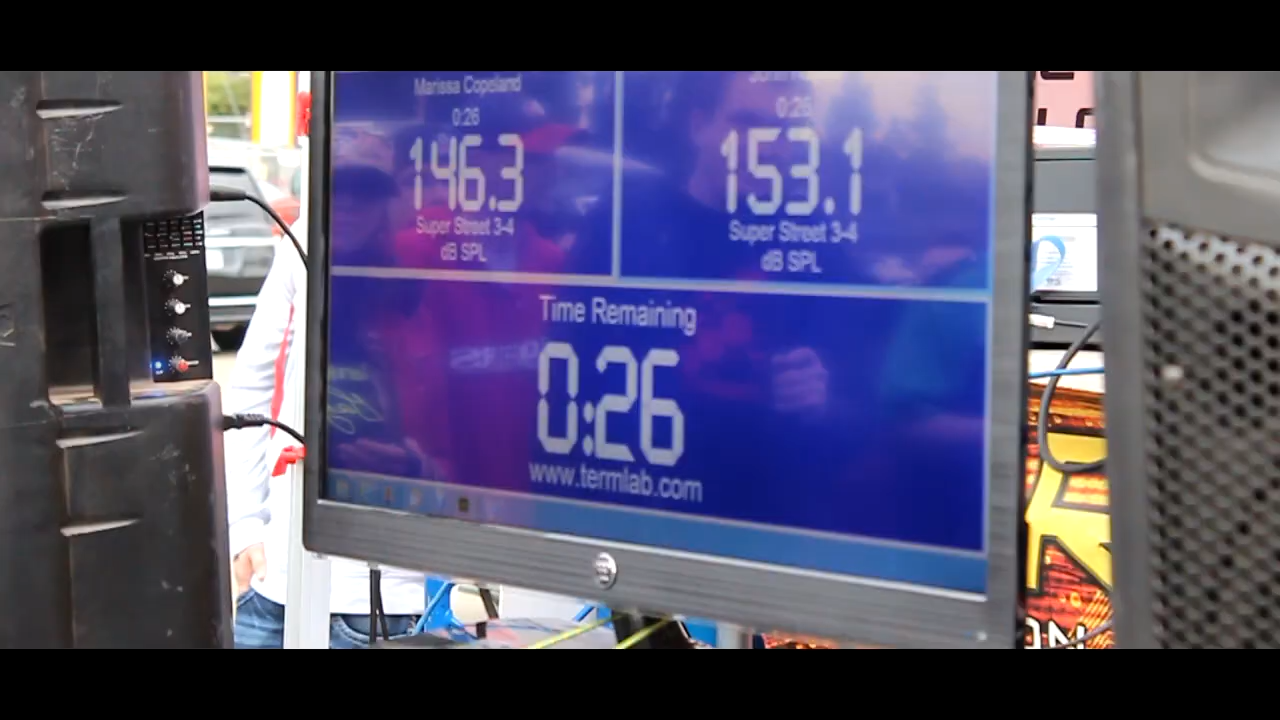 Marissa Copeland
0:26
146.3
Super Street 3-4
dB SPL
0:26
153.1
Super Street 3-4
dB SPL
Time Remaining
0:26
www.termlab.com